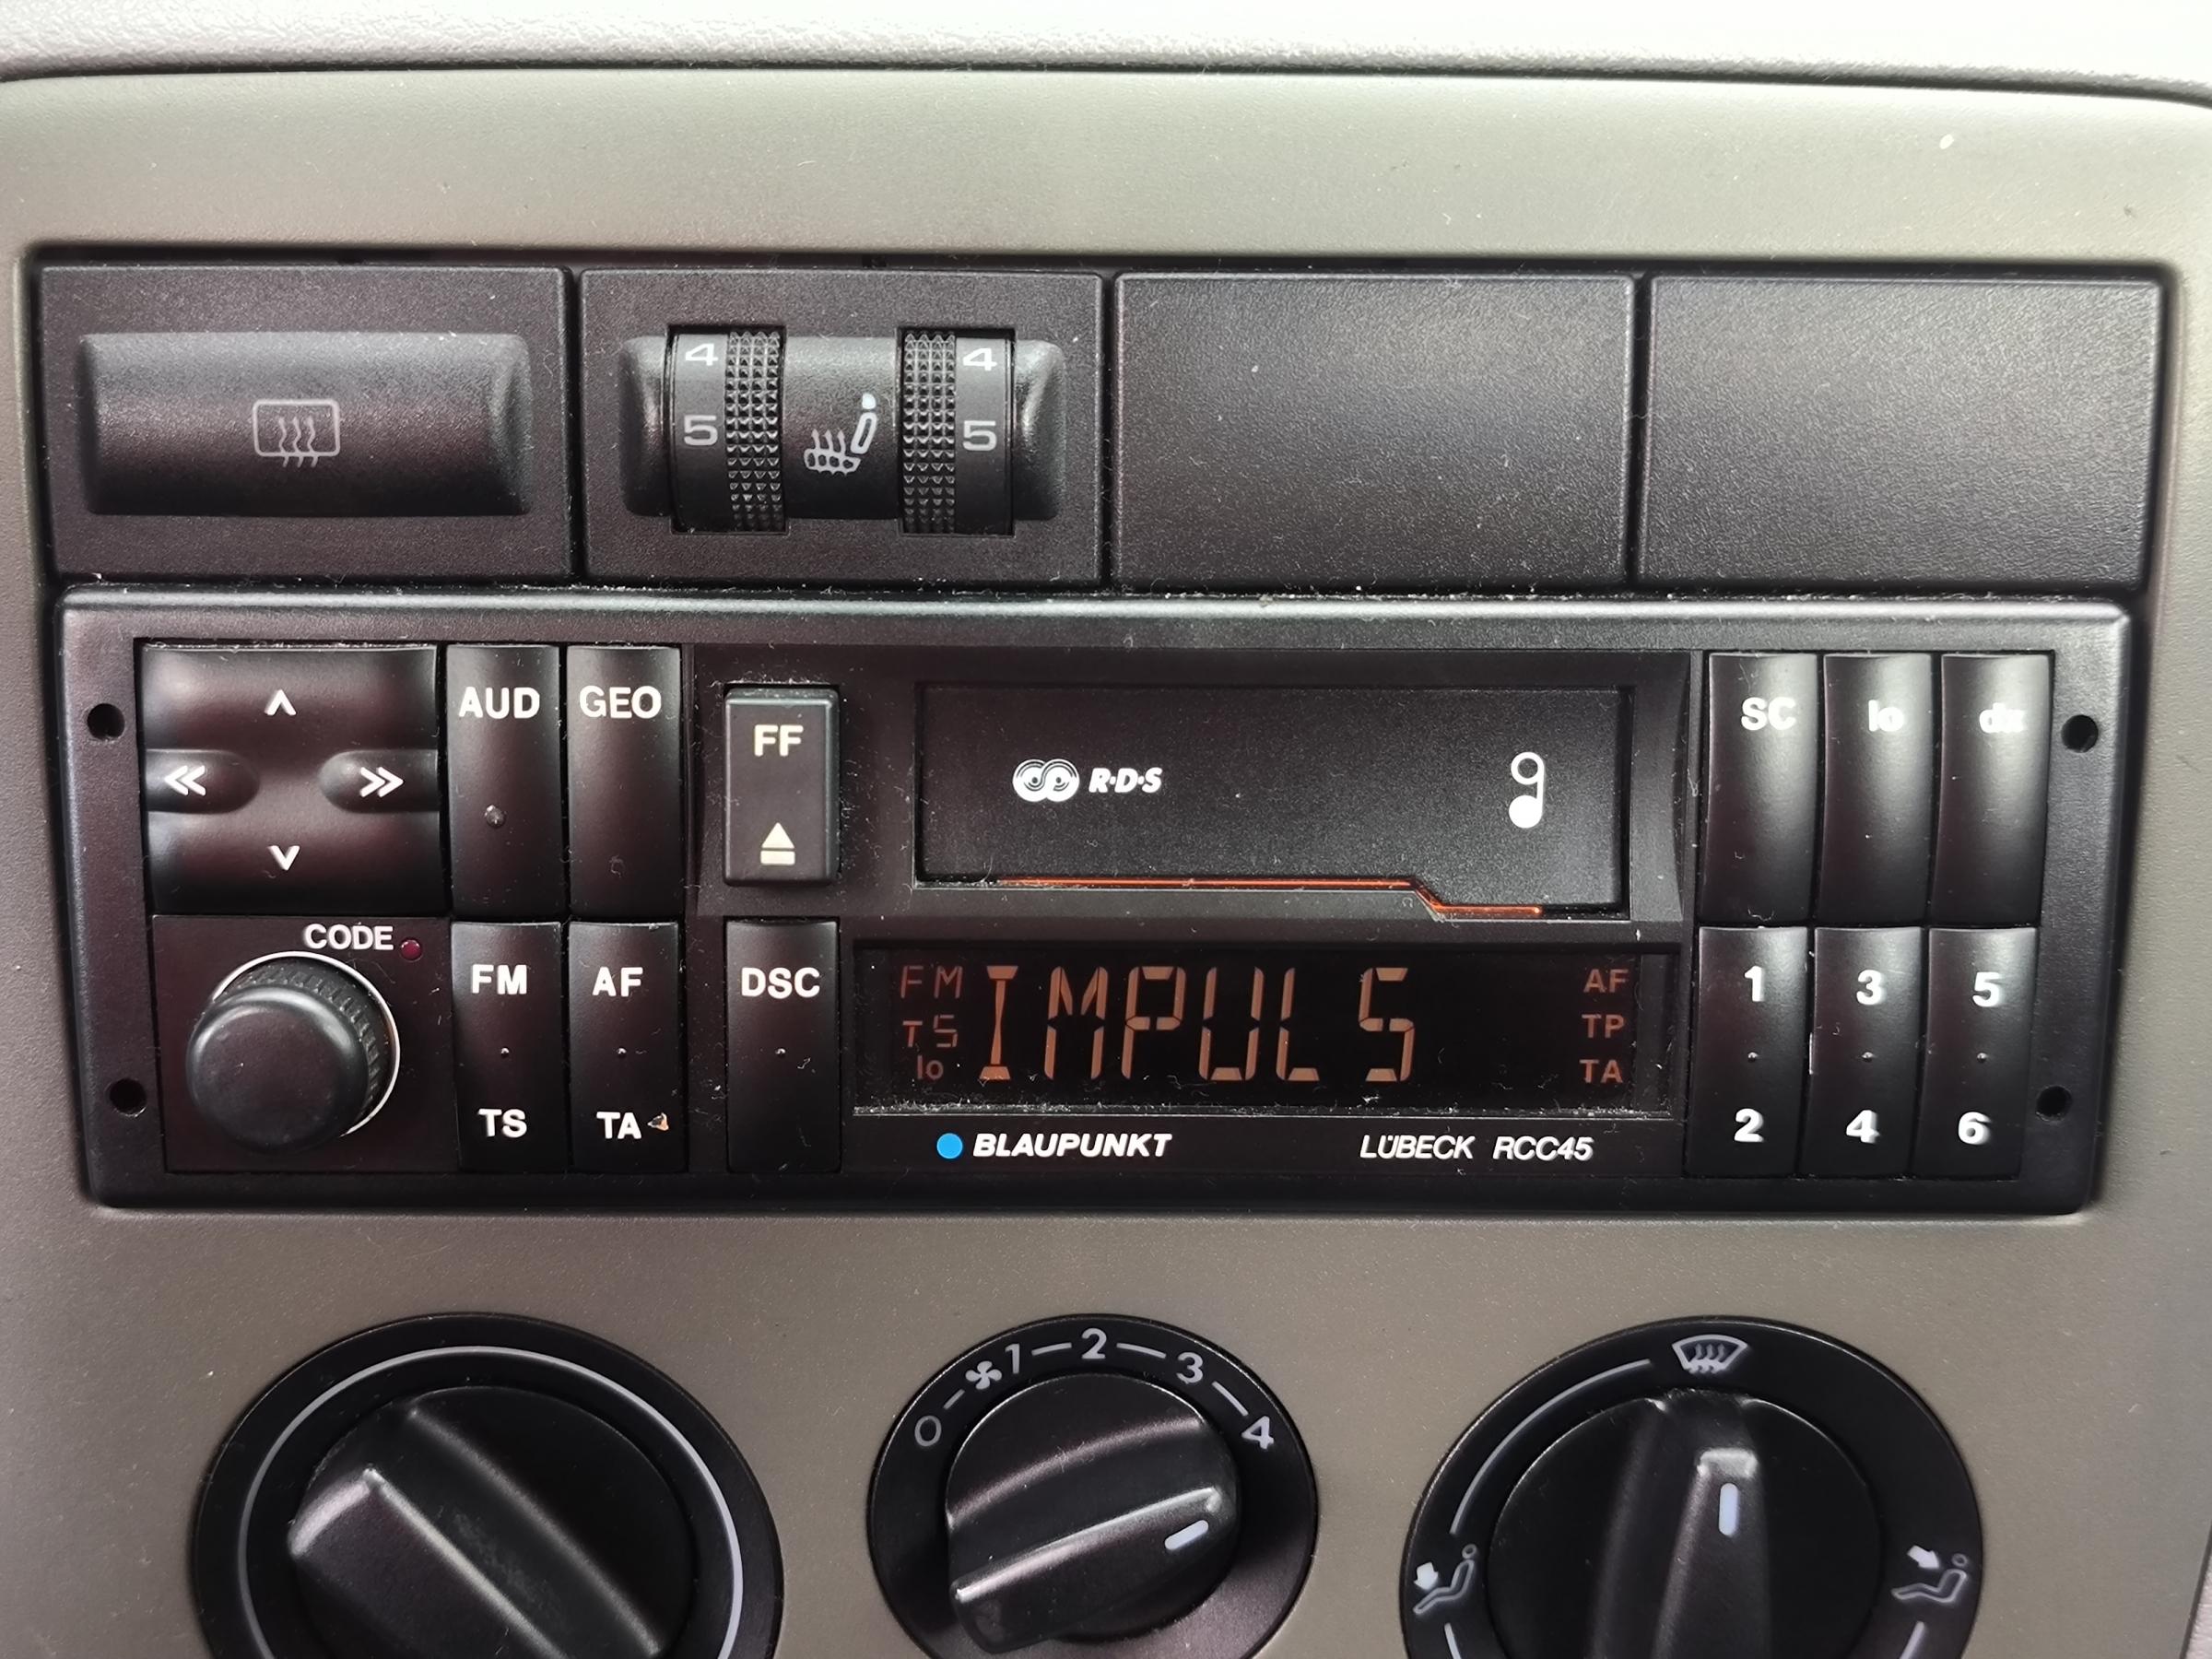 4 4
5 5
AUD GEO
FF
R·D·S
SC lo dx
CODE
FM AF DSC
FM IMPULS AF
TS TP
lo TA
1 3 5
TS TA
BLAUPUNKT LÜBECK RCC45
2 4 6
0 1 2 3 4